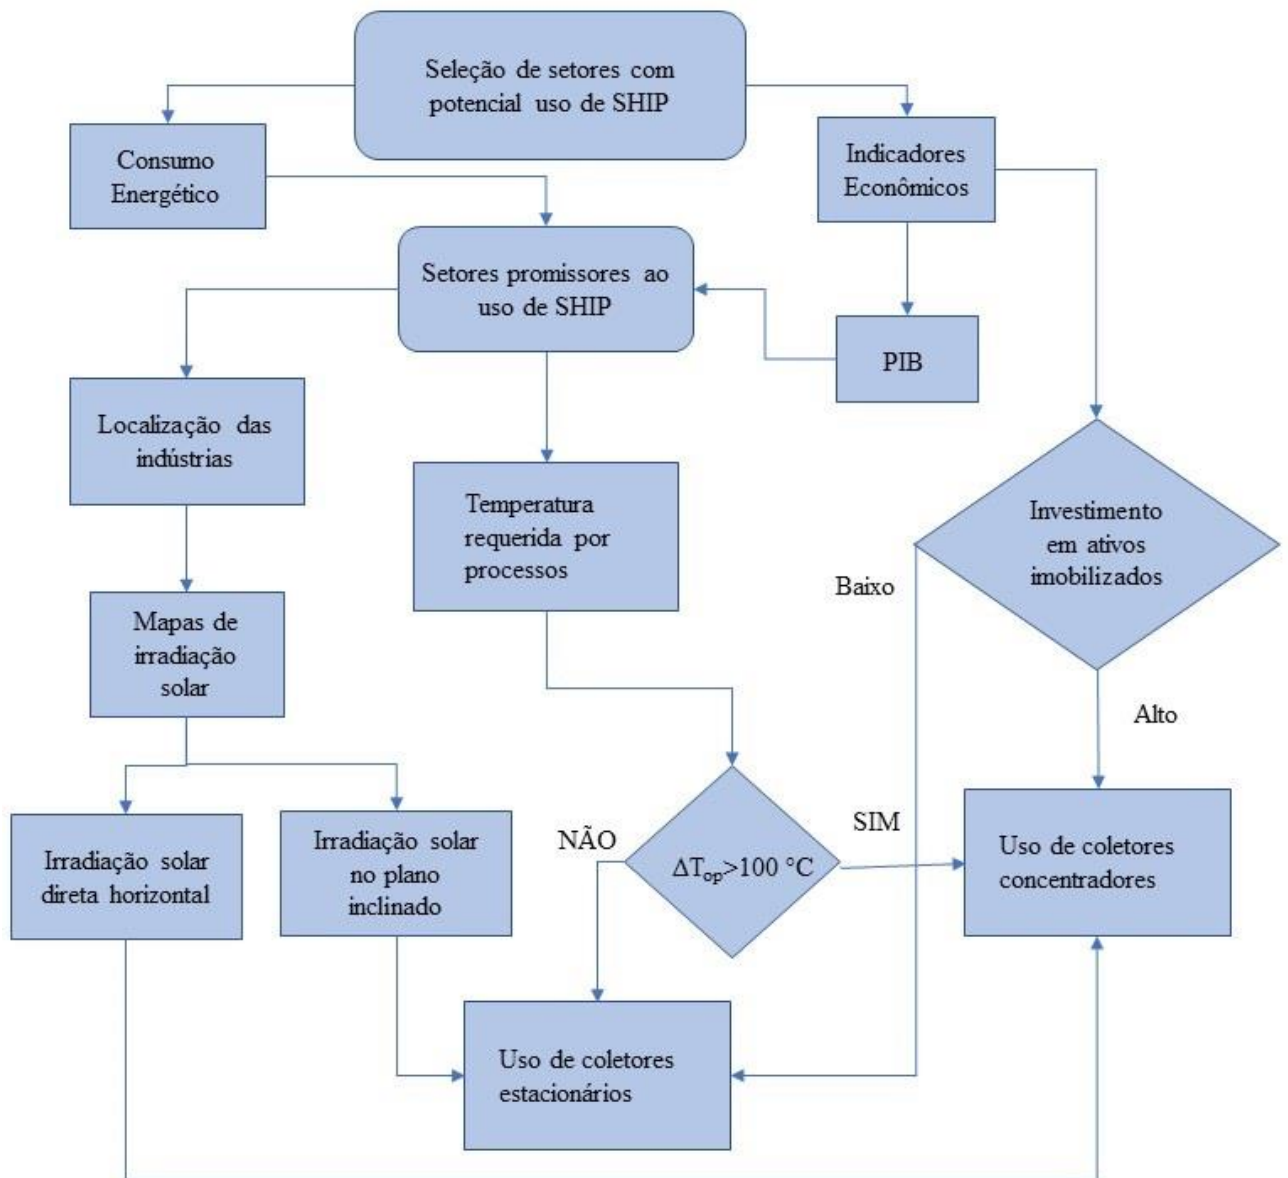 Seleção de setores com
potencial uso de SHIP
Consumo
Energético
Indicadores
Econômicos
Setores promissores ao
uso de SHIP
PIB
Localização das
indústrias
Temperatura
requerida por
processos
Investimento
em ativos
imobilizados
Baixo
Mapas de
irradiação
solar
Alto
Irradiação solar
direta horizontal
Irradiação solar
no plano
inclinado
NÃO
ΔTop>100 °C
SIM
Uso de coletores
concentradores
Uso de coletores
estacionários